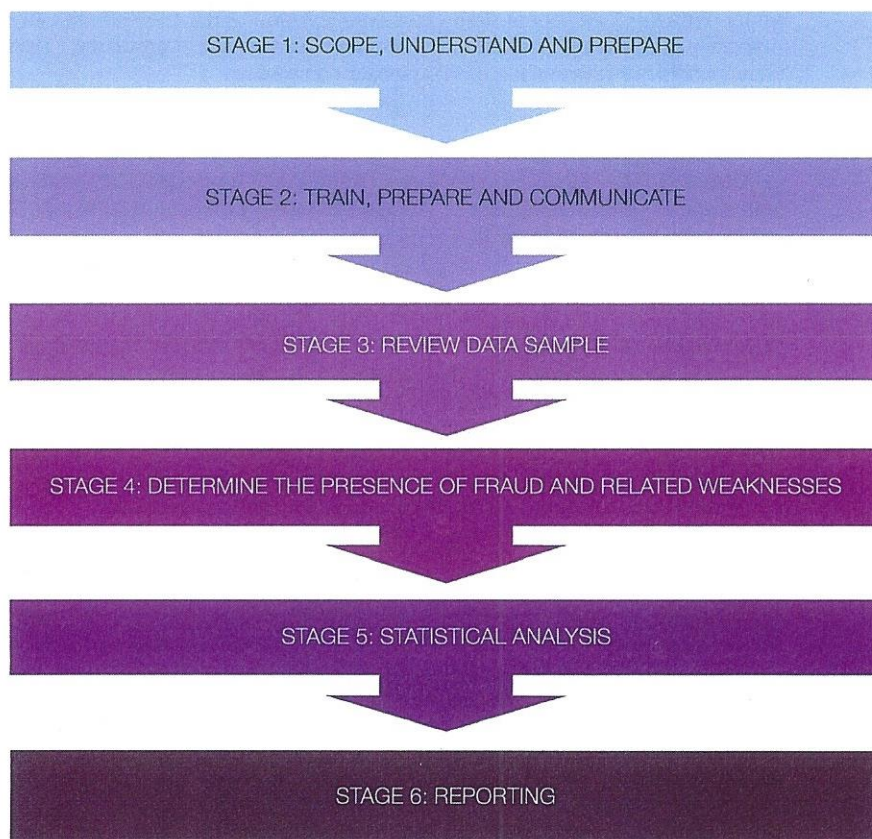 STAGE 1: SCOPE, UNDERSTAND AND PREPARE
STAGE 2: TRAIN, PREPARE AND COMMUNICATE
STAGE 3: REVIEW DATA SAMPLE
STAGE 4: DETERMINE THE PRESENCE OF FRAUD AND RELATED WEAKNESSES
STAGE 5: STATISTICAL ANALYSIS
STAGE 6: REPORTING